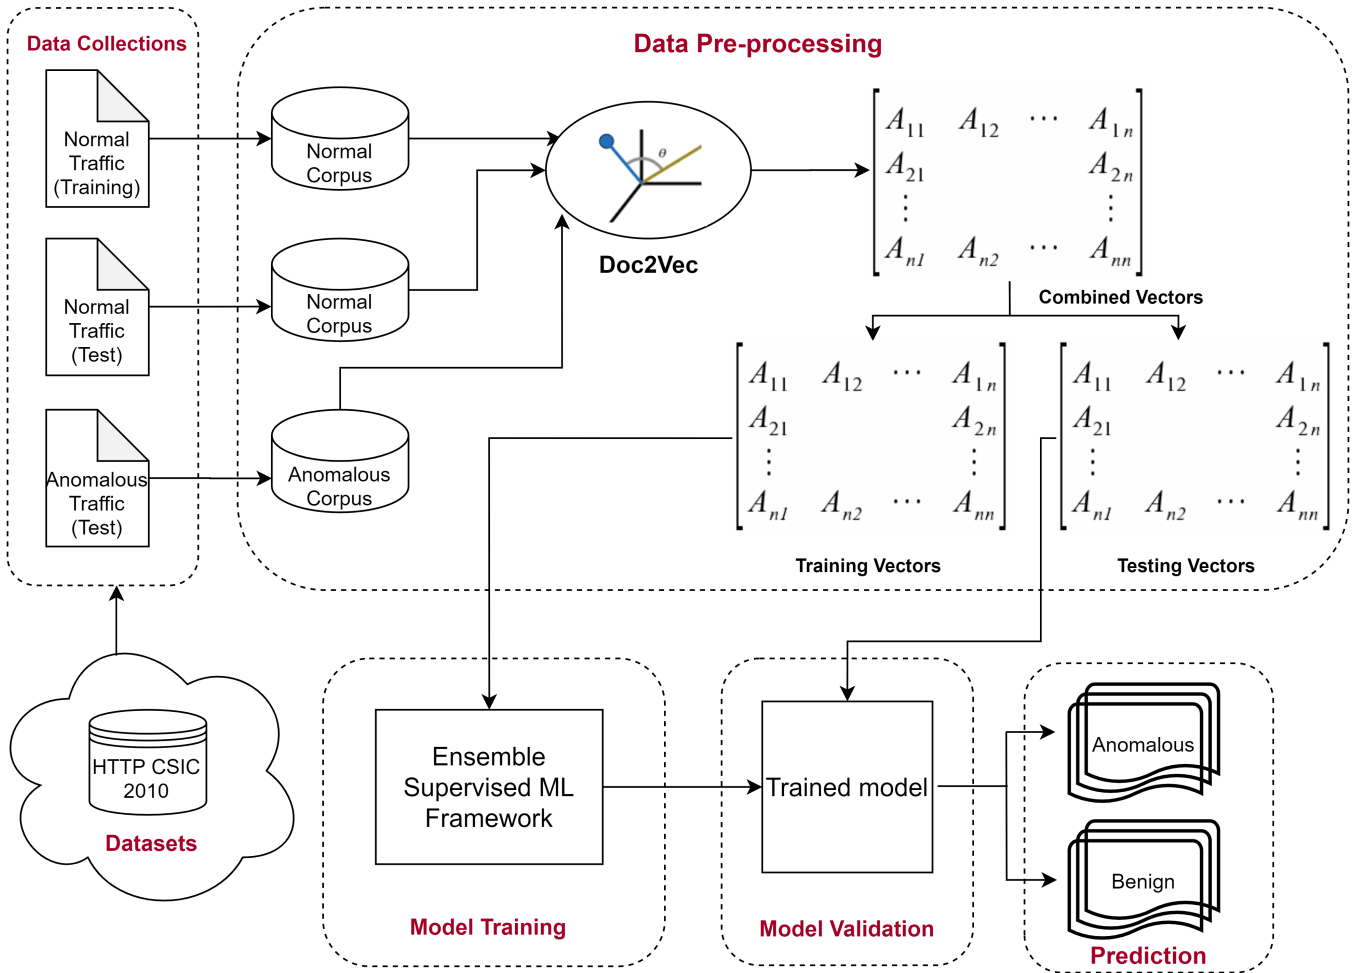 Data Collections
Data Pre-processing
Normal
Traffic
(Training)
Normal
Corpus
θ
Doc2Vec
A11 A12 ⋯ A1n
A21 A2n
⋮ ⋮
An1 An2 ⋯ Ann
Combined Vectors
Normal
Traffic
(Test)
Normal
Corpus
Anomalous
Traffic
(Test)
Anomalous
Corpus
A11 A12 ⋯ A1n
A21 A2n
⋮ ⋮
An1 An2 ⋯ Ann
Training Vectors
A11 A12 ⋯ A1n
A21 A2n
⋮ ⋮
An1 An2 ⋯ Ann
Testing Vectors
HTTP CSIC
2010
Datasets
Ensemble
Supervised ML
Framework
Model Training
Trained model
Model Validation
Anomalous
Benign
Prediction